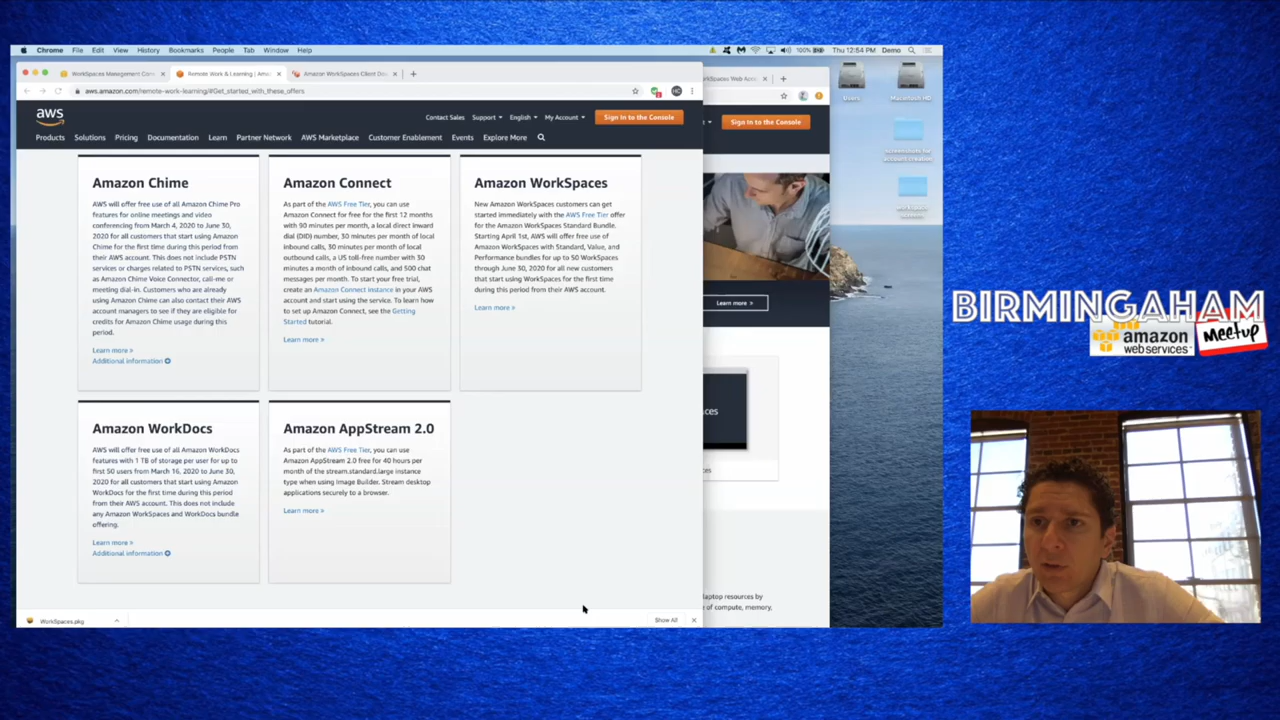 Chrome File Edit View History Bookmarks People Tab Window Help
100% Thu 12:54 PM Demo
WorkSpaces Management Con
Remote Work & Learning | Ama
Amazon WorkSpaces Client Do
aws.amazon.com/remote-work-learning/#Get_started_with_these_offers
aws
Contact Sales Support English My Account Sign In to the Console
Products Solutions Pricing Documentation Learn Partner Network AWS Marketplace Customer Enablement Events Explore More
Amazon Chime
AWS will offer free use of all Amazon Chime Pro
features for online meetings and video
conferencing from March 4, 2020 to June 30,
2020 for all customers that start using Amazon
Chime for the first time during this period from
their AWS account. This does not include PSTN
services or charges related to PSTN services, such
as Amazon Chime Voice Connector, call-me or
meeting dial-in. Customers who are already
using Amazon Chime can also contact their AWS
account managers to see if they are eligible for
credits for Amazon Chime usage during this
period.
Learn more »
Additional information
Amazon Connect
As part of the AWS Free Tier, you can use
Amazon Connect for free for the first 12 months
with 90 minutes per month, a local direct inward
dial (DID) number, 30 minutes per month of local
inbound calls, 30 minutes per month of local
outbound calls, a US toll-free number with 30
minutes a month of inbound calls, and 500 chat
messages per month. To start your free trial,
create an Amazon Connect instance in your AWS
account and start using the service. To learn how
to set up Amazon Connect, see the Getting
Started tutorial.
Learn more »
Amazon WorkSpaces
New Amazon WorkSpaces customers can get
started immediately with the AWS Free Tier offer
for the Amazon WorkSpaces Standard Bundle.
Starting April 1st, AWS will offer free use of
Amazon WorkSpaces with Standard, Value, and
Performance bundles for up to 50 WorkSpaces
through June 30, 2020 for all new customers
that start using WorkSpaces for the first time
during this period from their AWS account.
Learn more »
Amazon WorkDocs
AWS will offer free use of all Amazon WorkDocs
features with 1 TB of storage per user for up to
first 50 users from March 16, 2020 to June 30,
2020 for all customers that start using Amazon
WorkDocs for the first time during this period
from their AWS account. This does not include
any Amazon WorkSpaces and WorkDocs bundle
offering.
Learn more »
Additional information
Amazon AppStream 2.0
As part of the AWS Free Tier, you can use
Amazon AppStream 2.0 free for 40 hours per
month of the stream.standard.large instance
type when using Image Builder. Stream desktop
applications securely to a browser.
Learn more »
WorkSpaces.pkg
Show All
Sign In to the Console
Learn more >
laptop resources by
of compute, memory,
Users
Macintosh HD
BIRMINGAHAM
amazon
web services
meetup